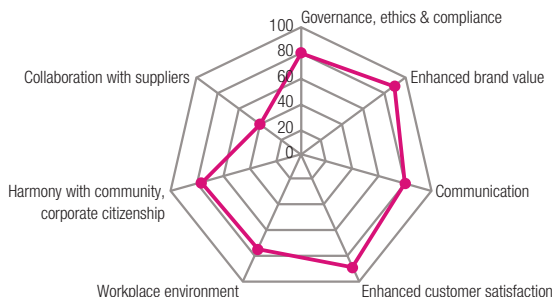 100
80
60
40
20
0
Governance, ethics & compliance
Enhanced brand value
Communication
Enhanced customer satisfaction
Workplace environment
Harmony with community,
corporate citizenship
Collaboration with suppliers